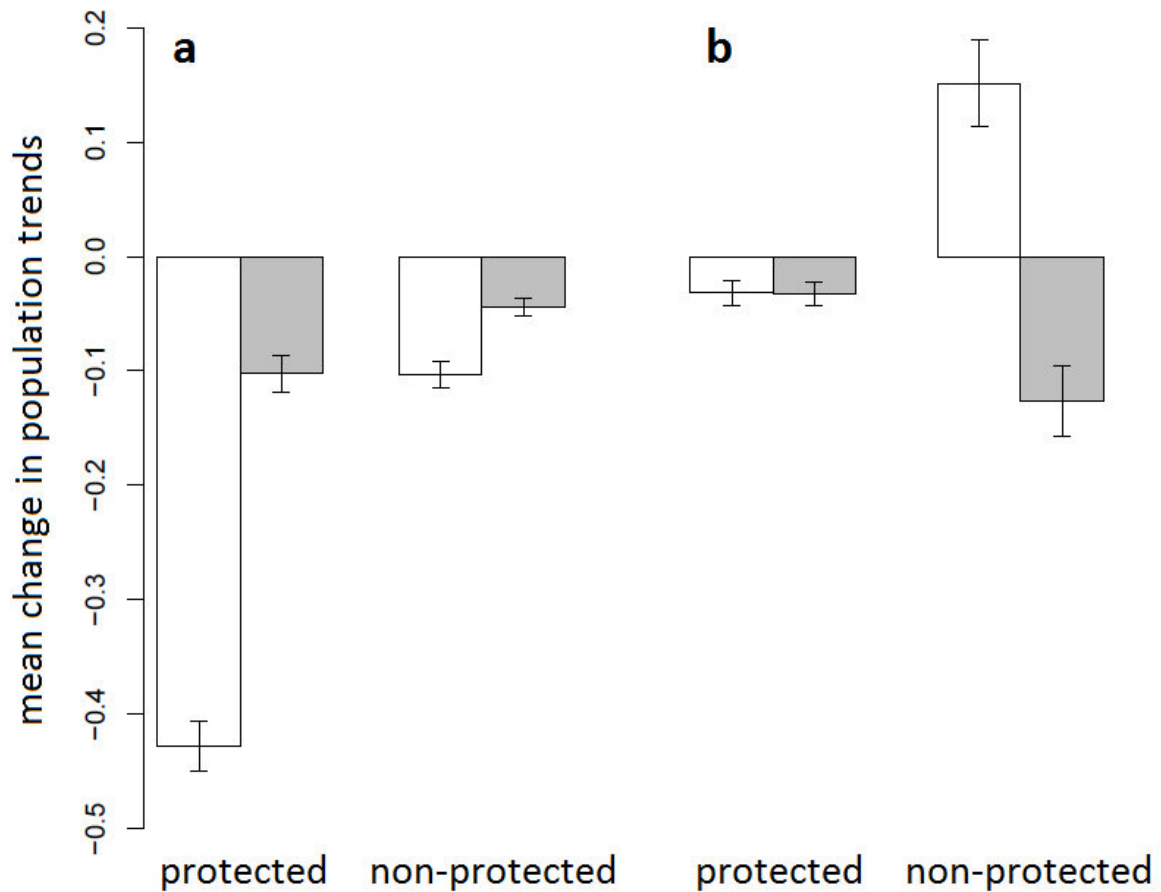 a
b
mean change in population trends
0.2
0.1
0.0
−0.1
−0.2
−0.3
−0.4
−0.5
protected
non-protected
protected
non-protected